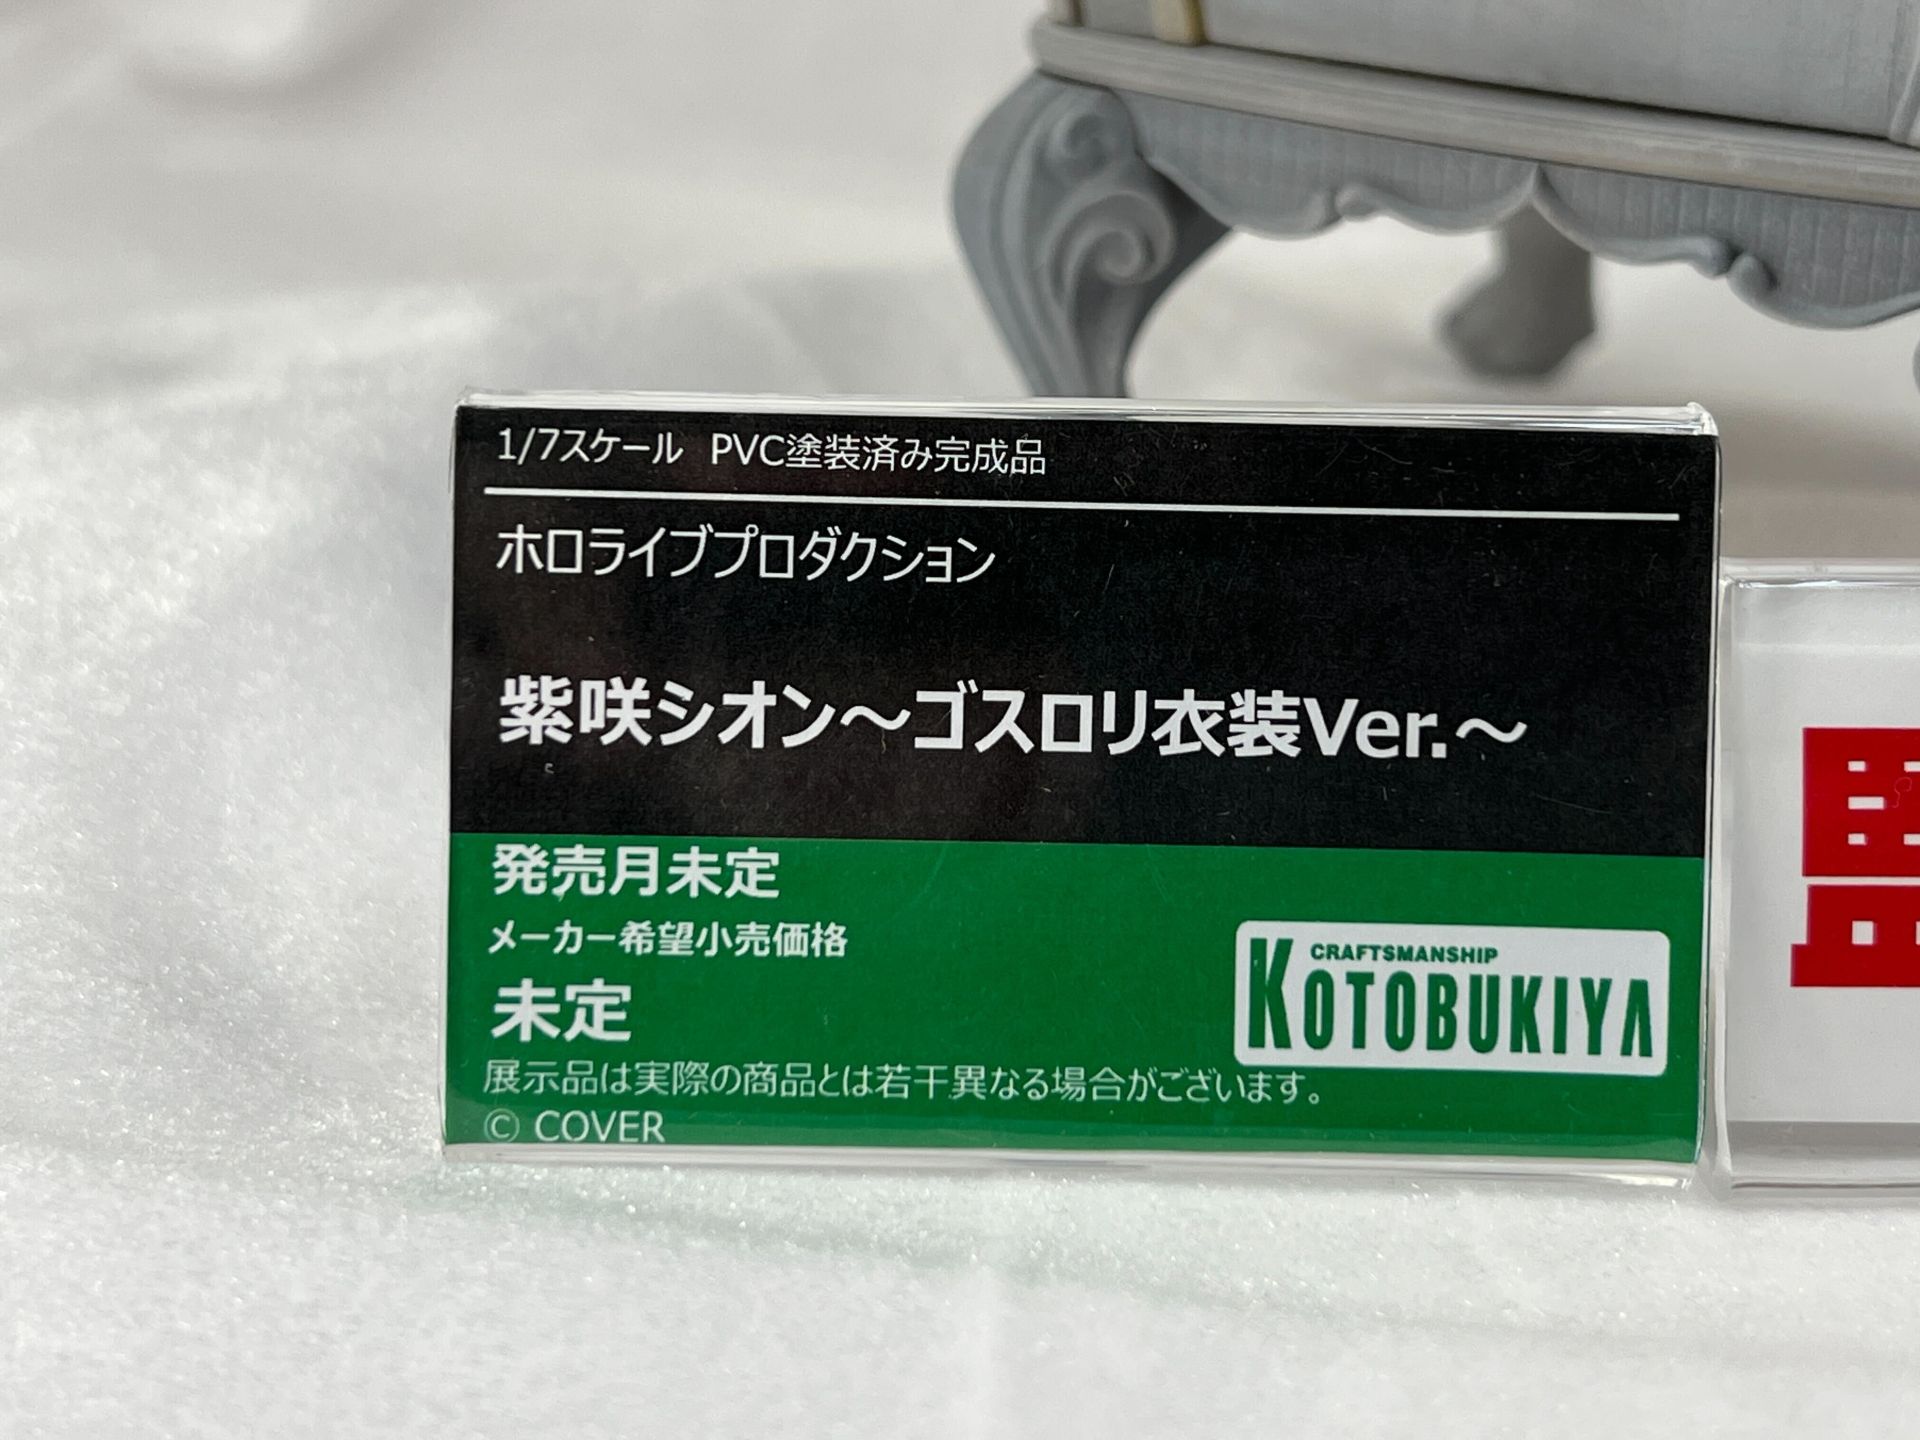 1/7スケール PVC塗装済み完成品
ホロライブプロダクション
紫咲シオン～ゴスロリ衣装Ver.～
発売月未定
メーカー希望小売価格
未定
展示品は実際の商品とは若干異なる場合がございます。
© COVER
CRAFTSMANSHIP
KOTOBUKIYA